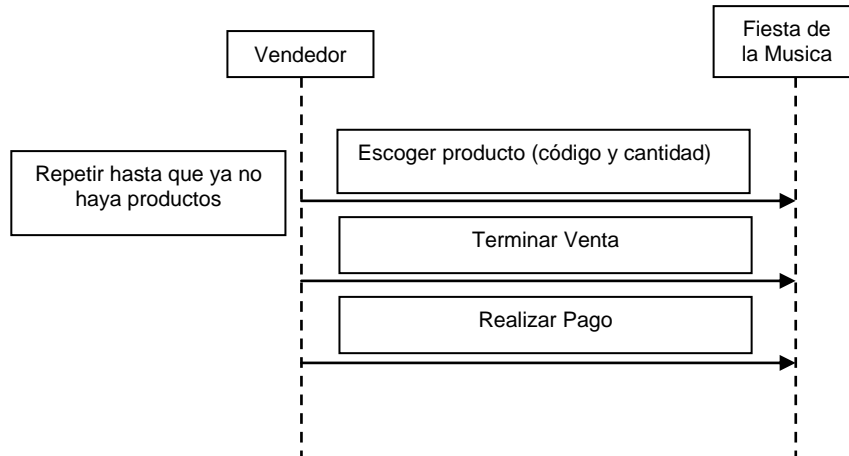 Vendedor
Fiesta de
la Musica
Repetir hasta que ya no
haya productos
Escoger producto (código y cantidad)
Terminar Venta
Realizar Pago